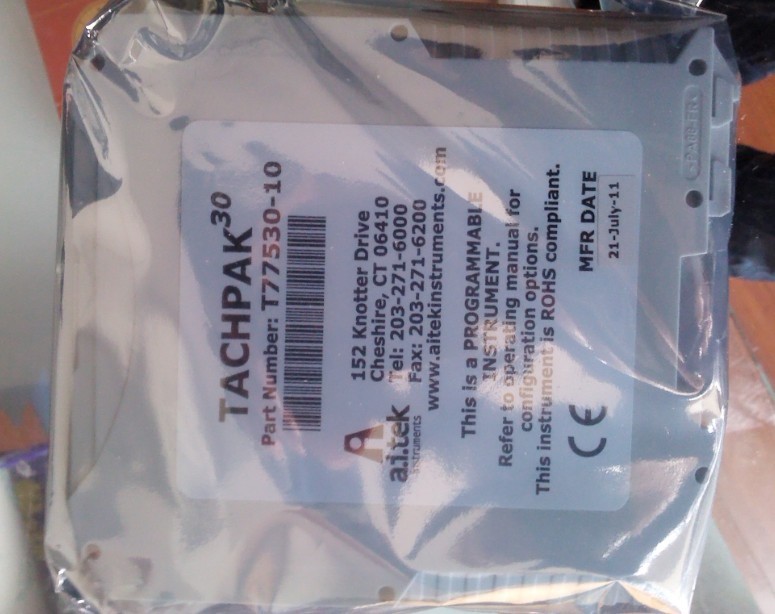 TACHPAK 30
Part Number: T77530-10
a.i.tek
instruments
152 Knotter Drive
Cheshire, CT 06410
Tel: 203-271-6000
Fax: 203-271-6200
www.aitekinstruments.com
This is a PROGRAMMABLE
INSTRUMENT.
Refer to operating manual for
configuration options.
This instrument is ROHS compliant.
CE
MFR DATE
21-July-11